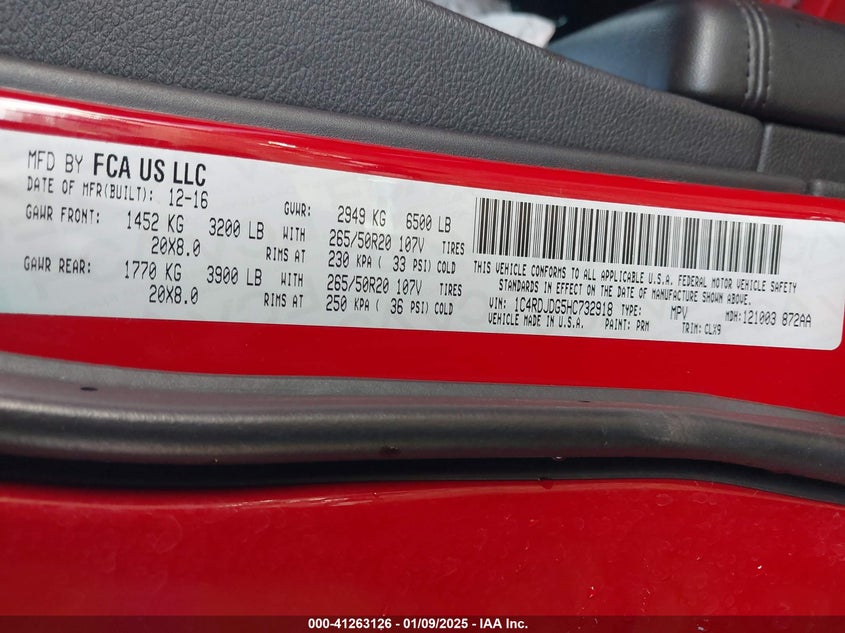 MFD BY FCA US LLC
DATE OF MFR(BUILT): 12-16 GVWR: 2949 KG 6500 LB
GAWR FRONT: 1452 KG 3200 LB WITH 265/50R20 107V TIRES
20X8.0 RIMS AT 230 KPA ( 33 PSI) COLD
GAWR REAR: 1770 KG 3900 LB WITH 265/50R20 107V TIRES
20X8.0 RIMS AT 250 KPA ( 36 PSI) COLD
THIS VEHICLE CONFORMS TO ALL APPLICABLE U.S.A. FEDERAL MOTOR VEHICLE SAFETY
STANDARDS IN EFFECT ON THE DATE OF MANUFACTURE SHOWN ABOVE.
VIN: 1C4RDJDG5HC732918 TYPE: MPV MDH: 121003 872AA
VEHICLE MADE IN U.S.A. PAINT: PRM TRIM: CLX9
000-41263126 - 01/09/2025 - IAA Inc.